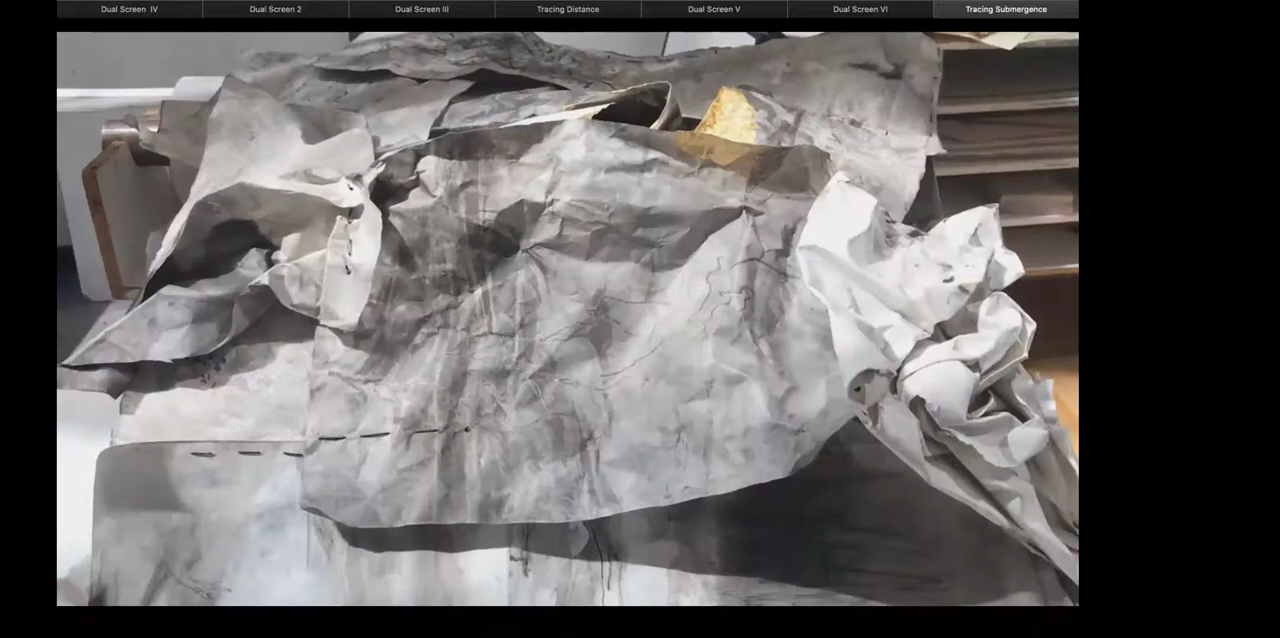 Dual Screen  IV
Dual Screen 2
Dual Screen III
Tracing Distance
Dual Screen V
Dual Screen VI
Tracing Submergence